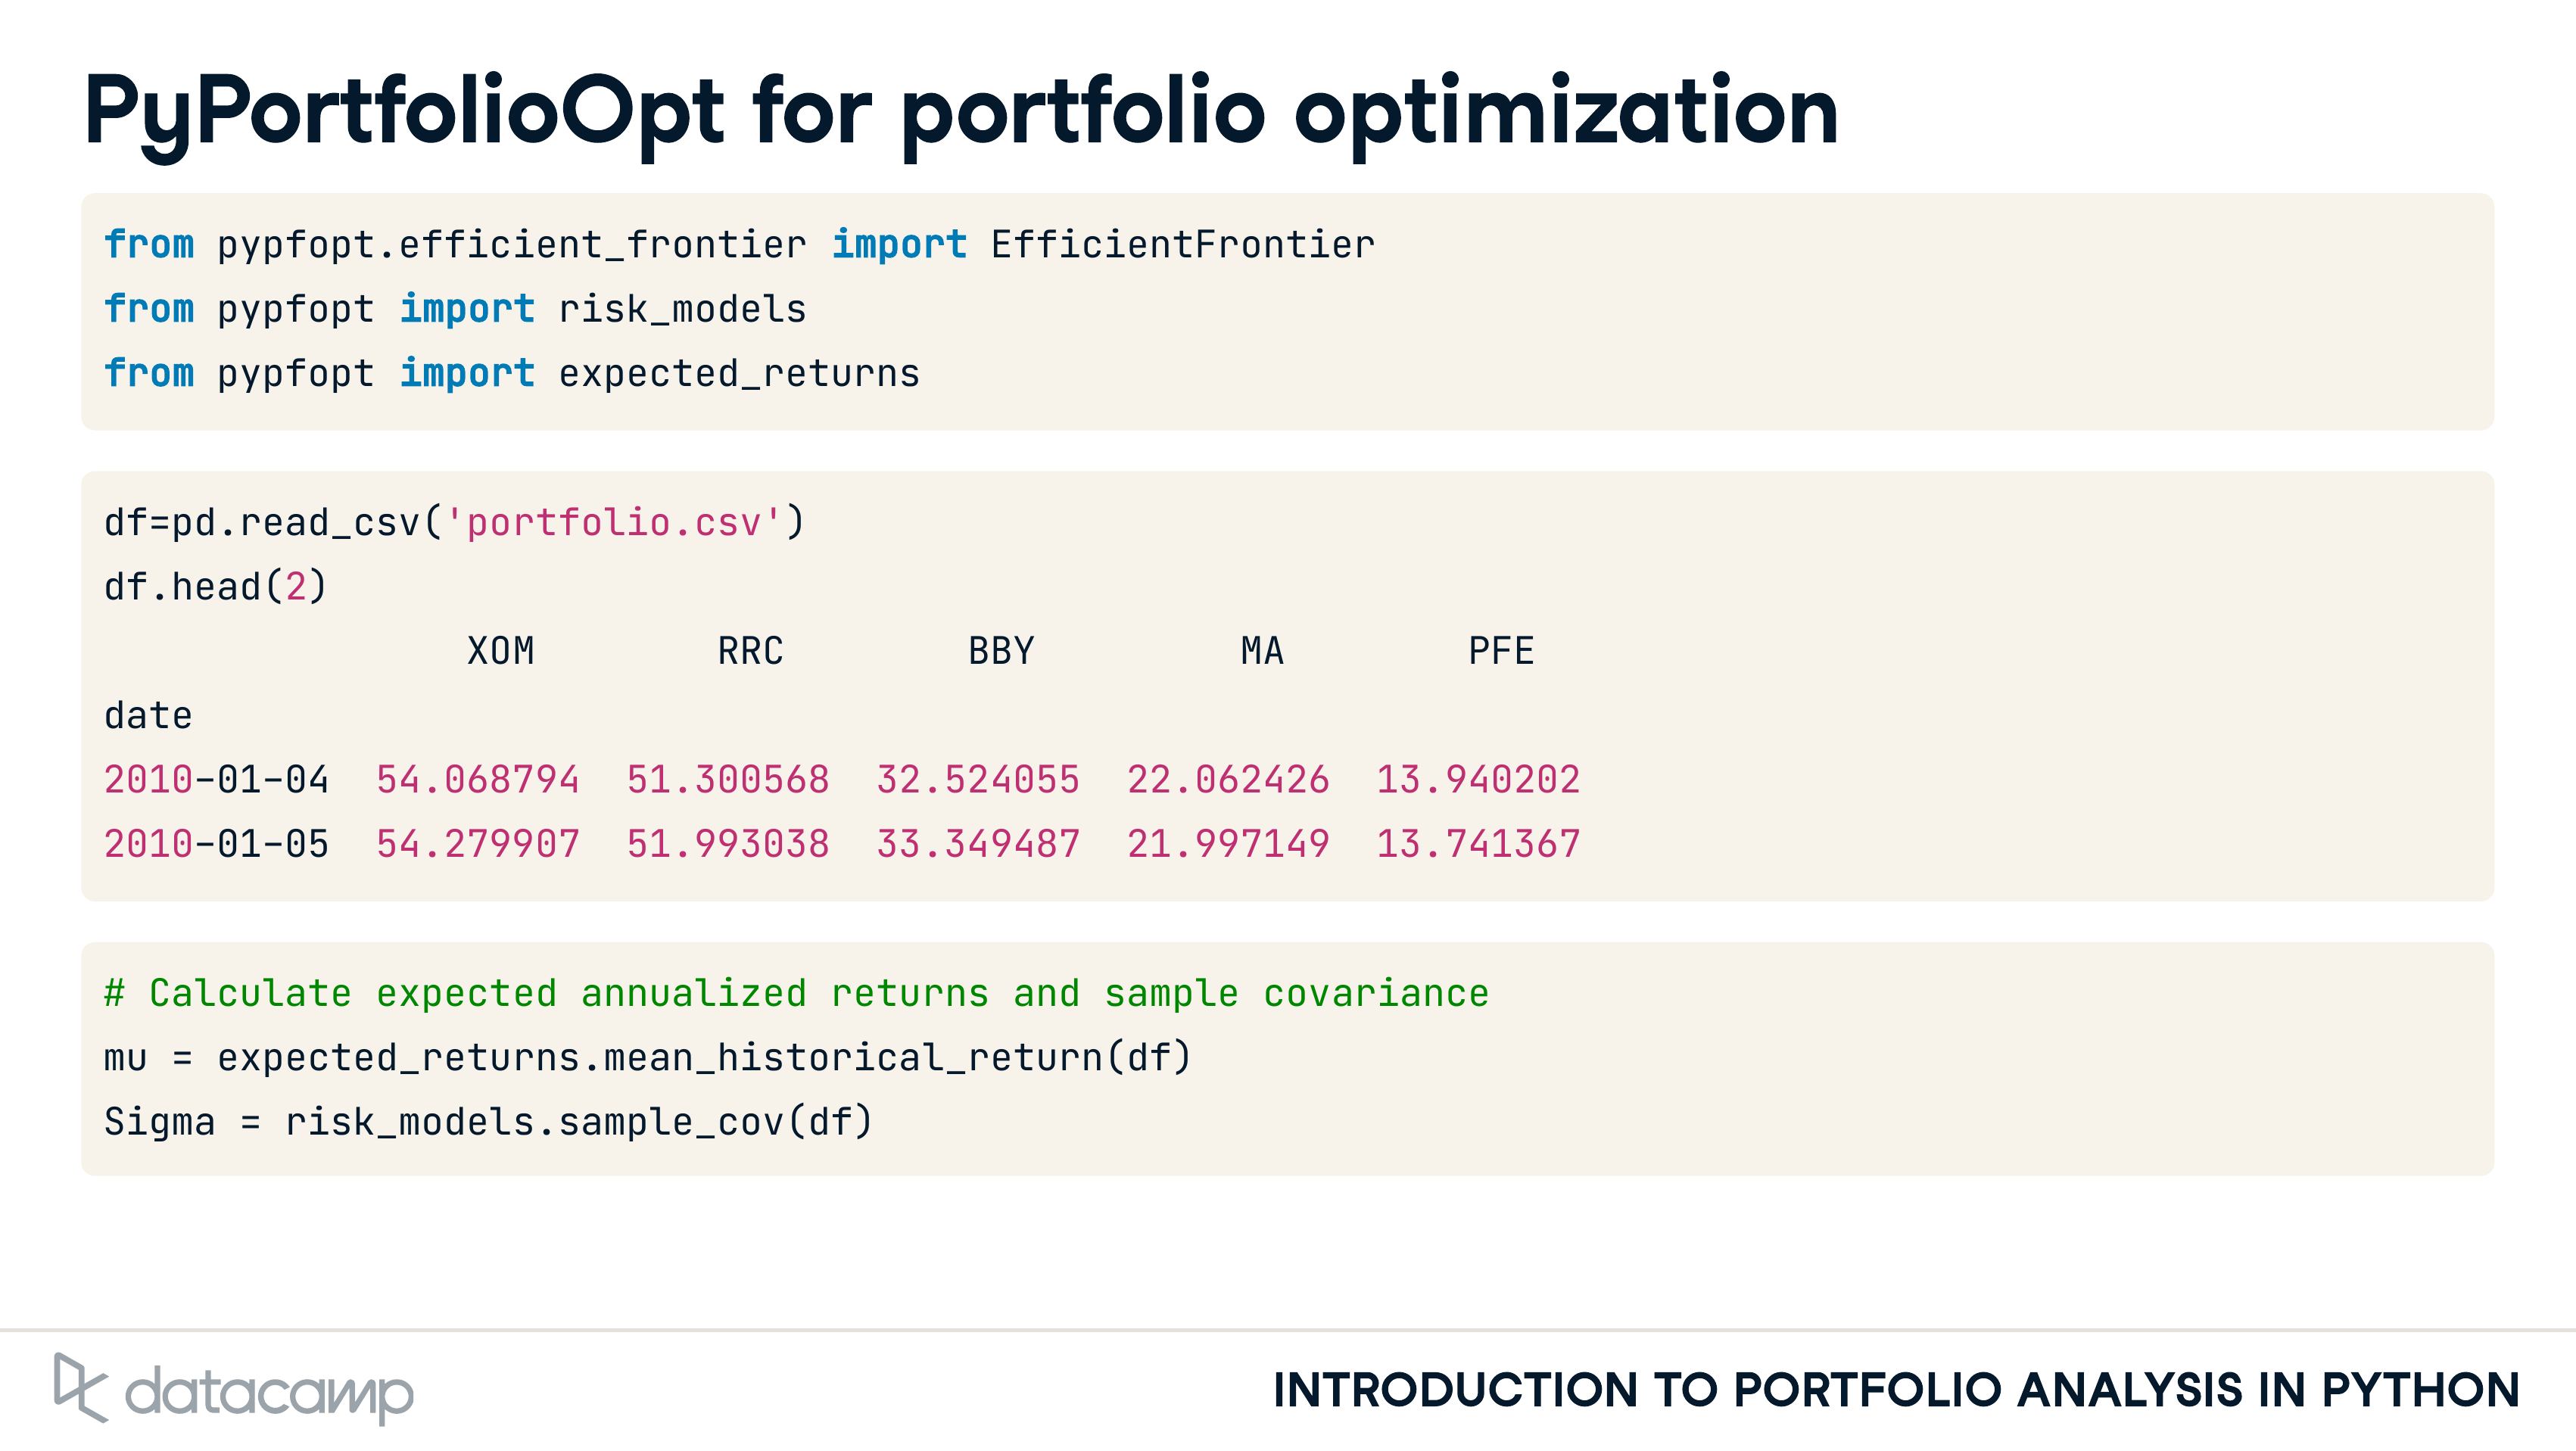 PyPortfolioOpt for portfolio optimization
from pypfopt.efficient_frontier import EfficientFrontier
from pypfopt import risk_models
from pypfopt import expected_returns
df=pd.read_csv('portfolio.csv')
df.head(2)
XOM RRC BBY MA PFE
date
2010-01-04 54.068794 51.300568 32.524055 22.062426 13.940202
2010-01-05 54.279907 51.993038 33.349487 21.997149 13.741367
# Calculate expected annualized returns and sample covariance
mu = expected_returns.mean_historical_return(df)
Sigma = risk_models.sample_cov(df)
datacamp
INTRODUCTION TO PORTFOLIO ANALYSIS IN PYTHON